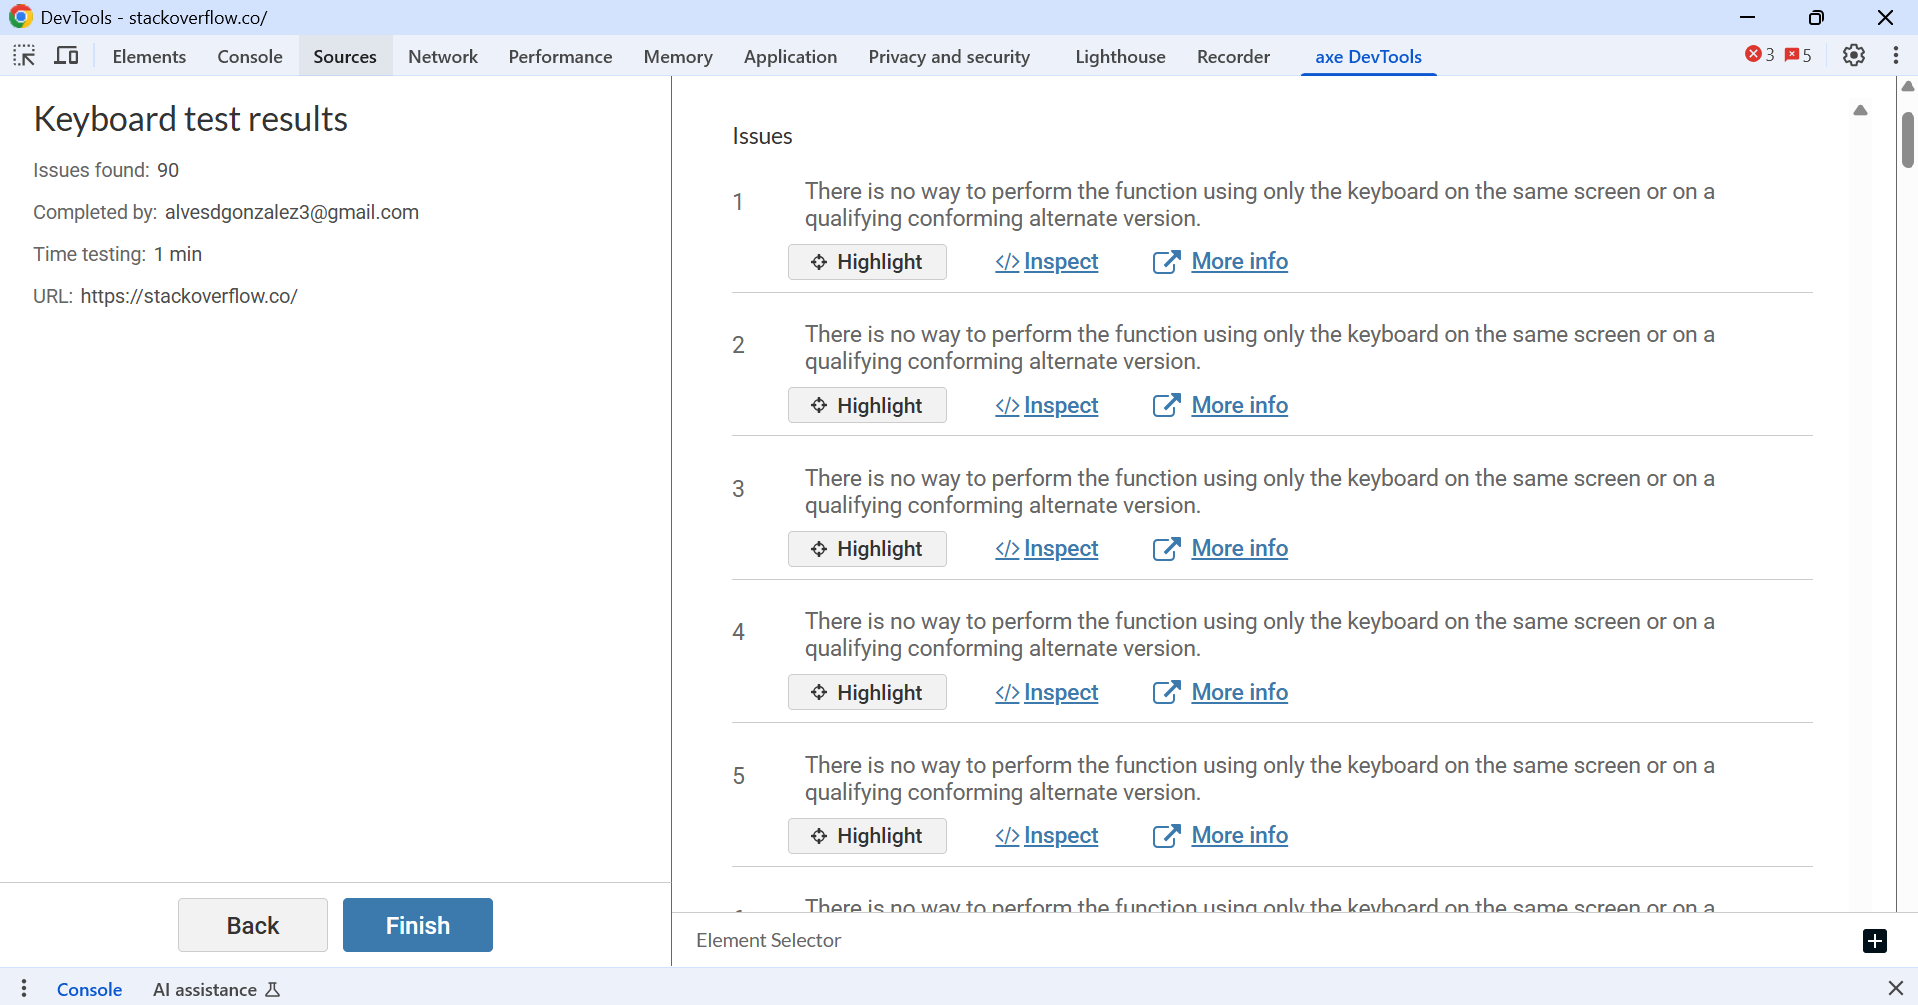 DevTools - stackoverflow.co/
Elements Console Sources Network Performance Memory Application Privacy and security Lighthouse Recorder axe DevTools 3 5
Keyboard test results
Issues found: 90
Completed by: alvesdgonzalez3@gmail.com
Time testing: 1 min
URL: https://stackoverflow.co/
Back Finish
Issues
1 There is no way to perform the function using only the keyboard on the same screen or on a
qualifying conforming alternate version.
Highlight </> Inspect More info
2 There is no way to perform the function using only the keyboard on the same screen or on a
qualifying conforming alternate version.
Highlight </> Inspect More info
3 There is no way to perform the function using only the keyboard on the same screen or on a
qualifying conforming alternate version.
Highlight </> Inspect More info
4 There is no way to perform the function using only the keyboard on the same screen or on a
qualifying conforming alternate version.
Highlight </> Inspect More info
5 There is no way to perform the function using only the keyboard on the same screen or on a
qualifying conforming alternate version.
Highlight </> Inspect More info
There is no way to perform the function using only the keyboard on the same screen or on a
Element Selector
Console AI assistance